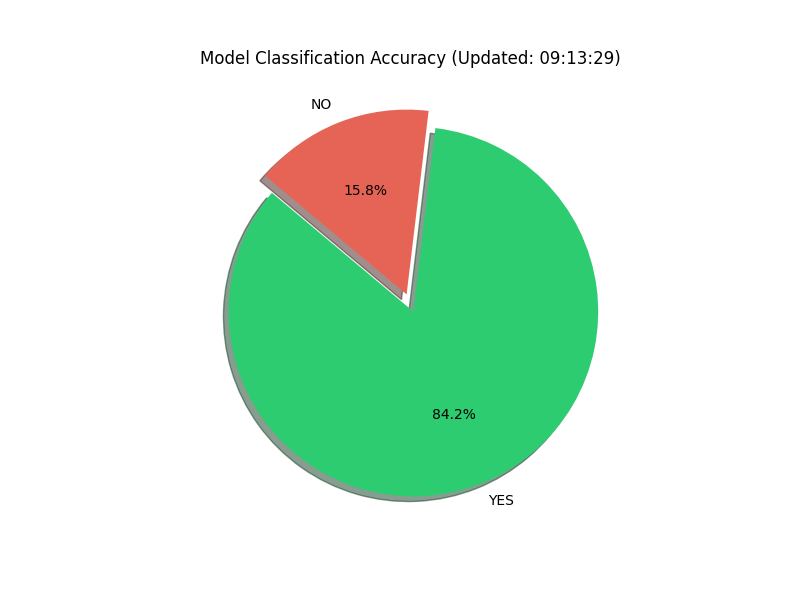 Model Classification Accuracy (Updated: 09:13:29)
NO
15.8%
84.2%
YES